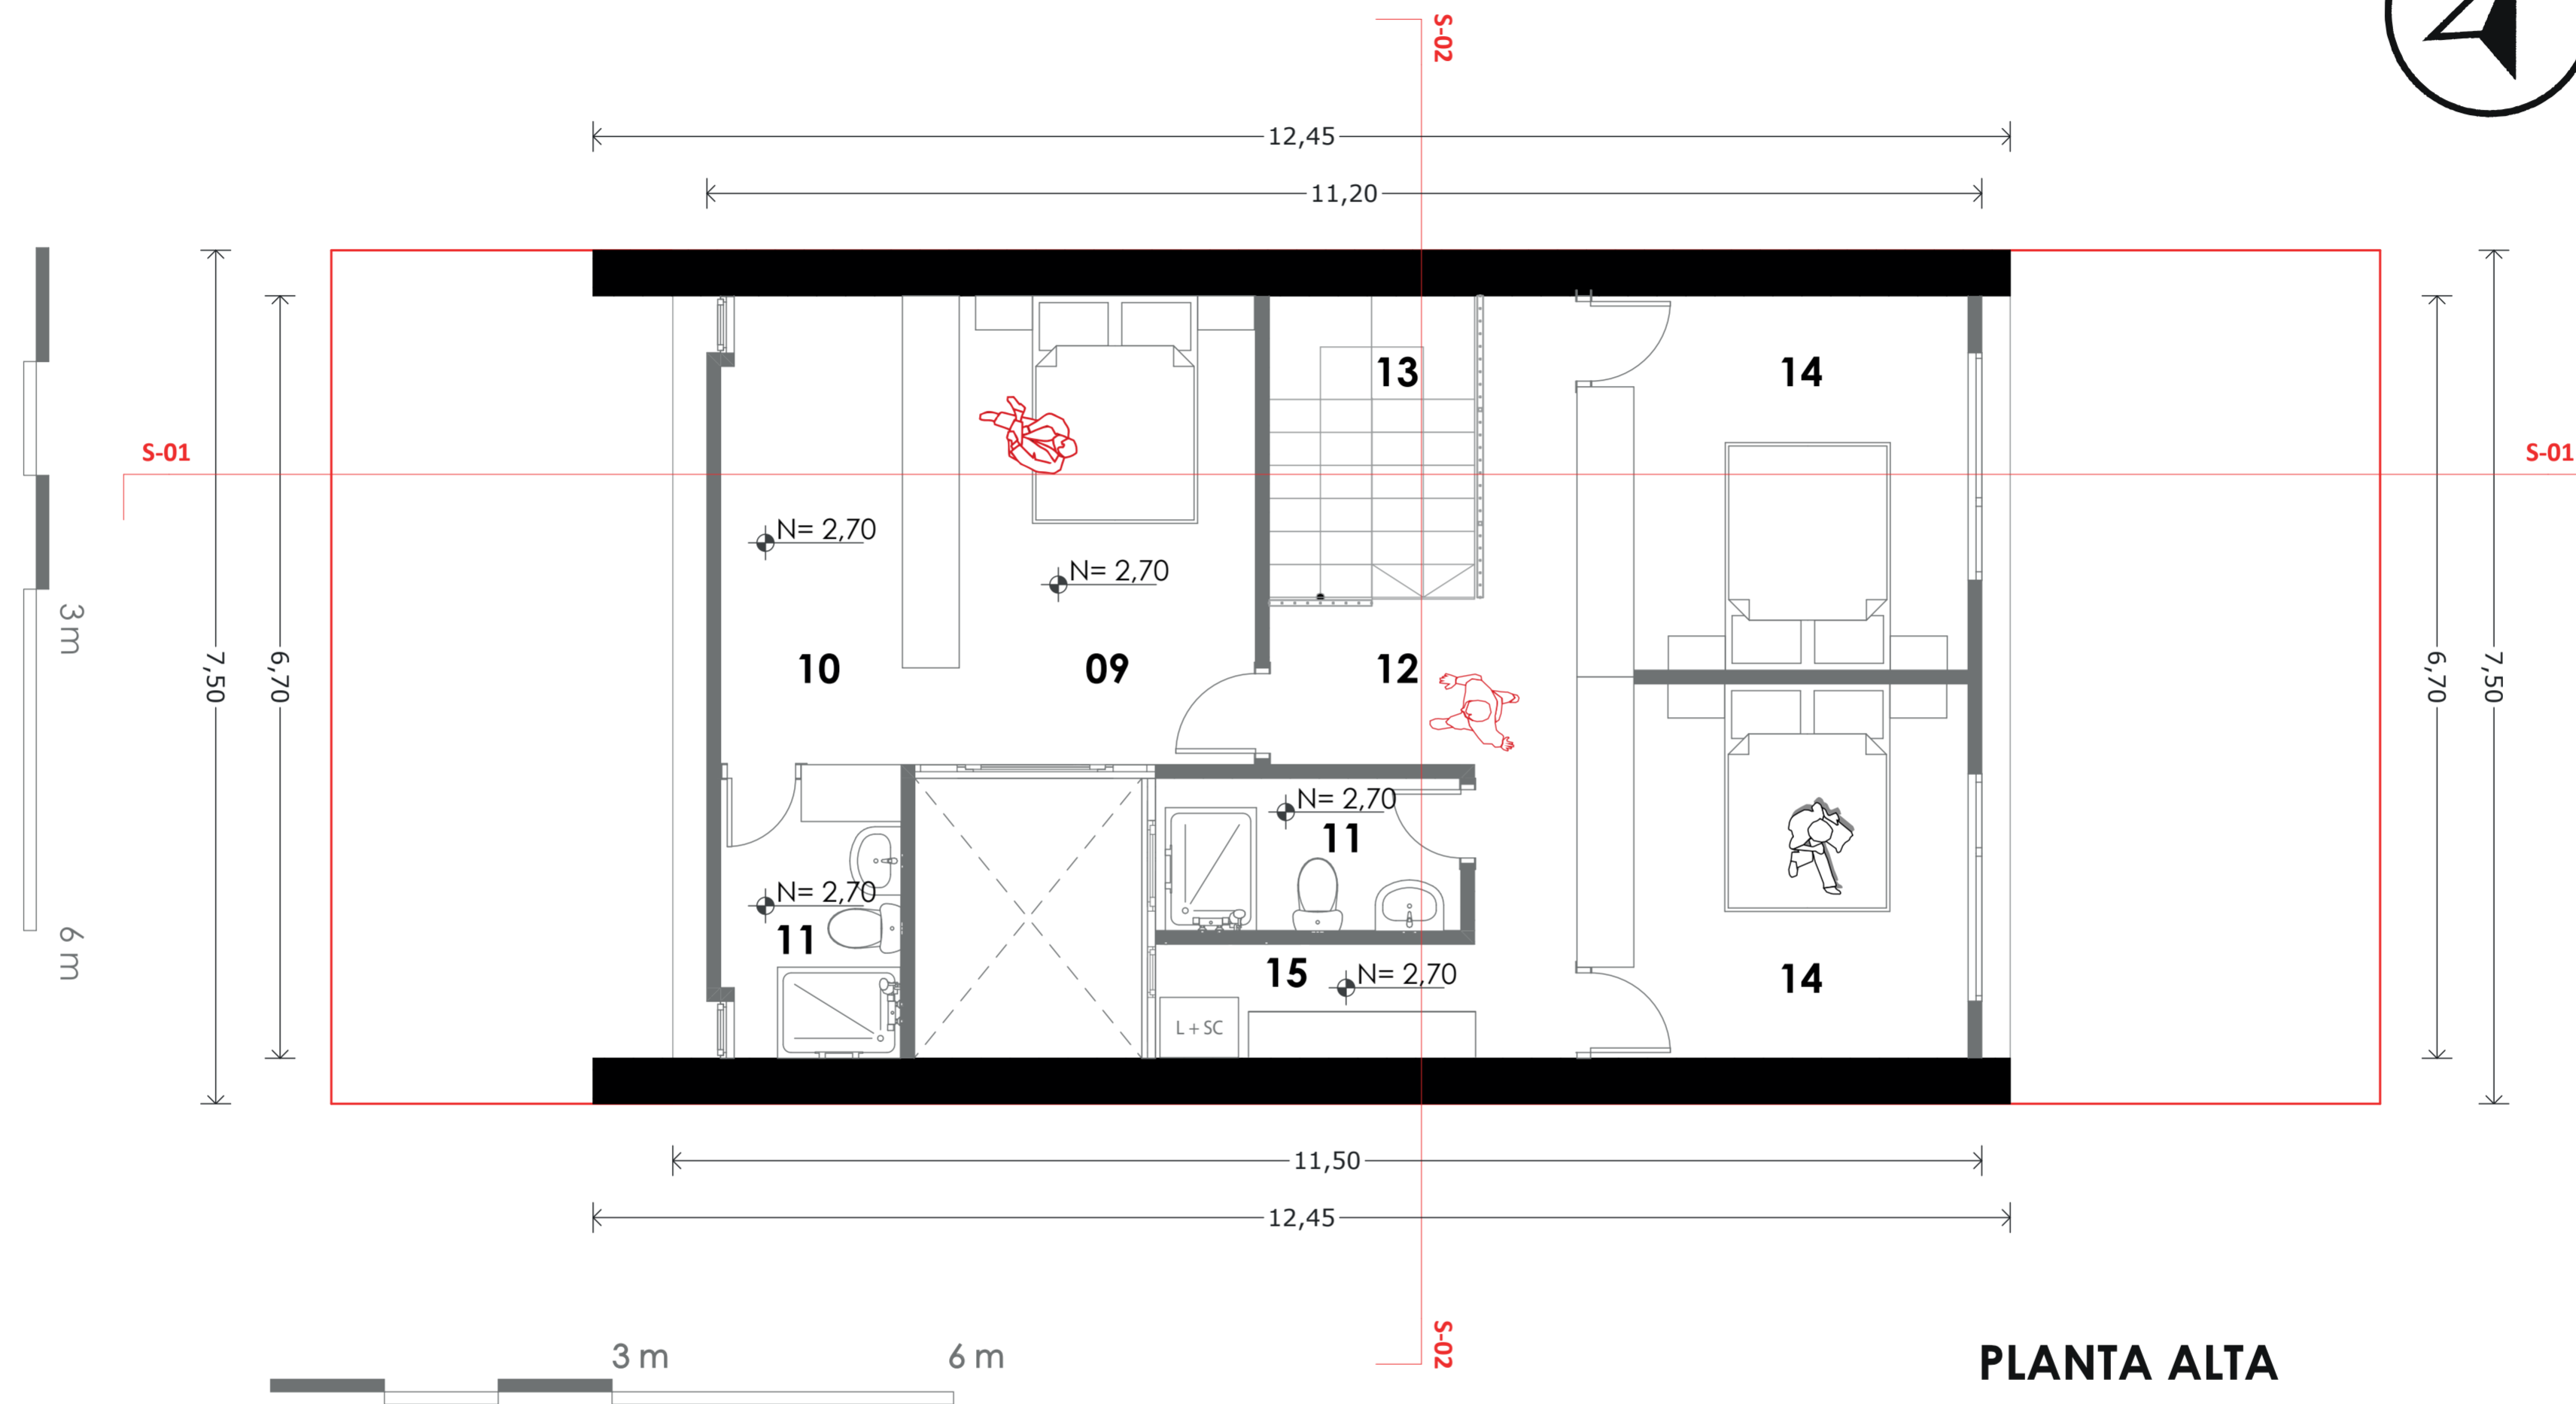 S-02
12,45
11,20
S-01
S-01
13
14
N= 2,70
N= 2,70
3 m
7,50
6,70
10
09
12
6,70
7,50
N= 2,70
11
N= 2,70
11
6 m
15
N= 2,70
14
L + SC
11,50
12,45
S-02
3 m
6 m
PLANTA ALTA